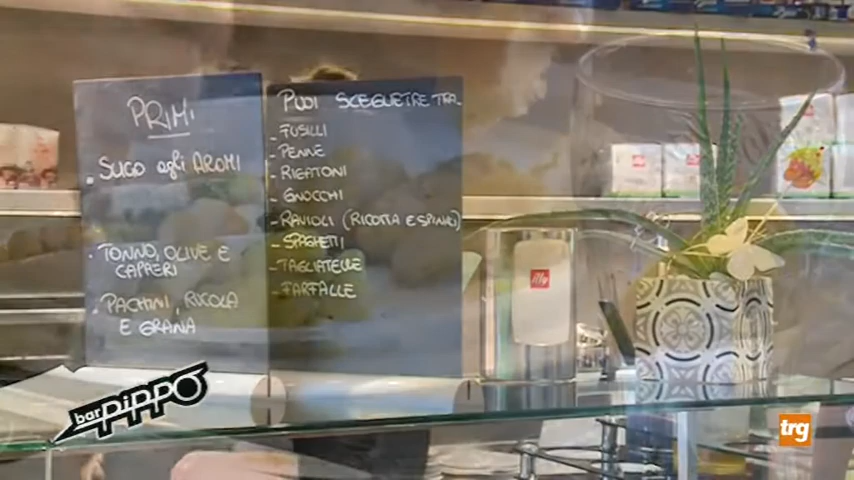 PRIMI
. SUGO agli AROMI
. TONNO, OLIVE E
CAPPERI
. PACHINI, RUCOLA
E GRANA
PUOI SCEGLIETRE TRA..
- FUSILLI
- PENNE
- RIGATONI
- GNOCCHI
- RAVIOLI (RICOTTA E SPINACI)
- SPAGHETTI
- TAGLIATELLE
- FARFALLE
illy
bar PIPPO
trg